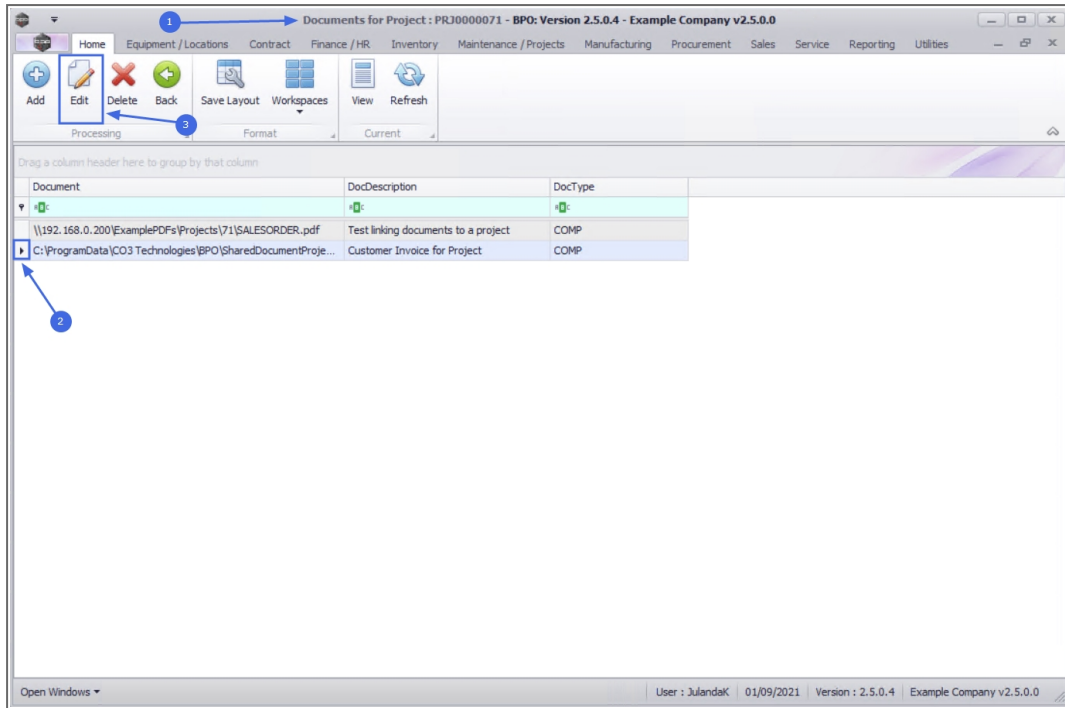 1
Documents for Project : PRJ0000071 - BPO: Version 2.5.0.4 - Example Company v2.5.0.0
Home Equipment / Locations Contract Finance / HR Inventory Maintenance / Projects Manufacturing Procurement Sales Service Reporting Utilities
Add Edit Delete Back Save Layout Workspaces View Refresh
3
Processing Format Current
Drag a column header here to group by that column
Document DocDescription DocType
\\192.168.0.200\ExamplePDFs\Projects\71\SALESORDER.pdf Test linking documents to a project COMP
C:\ProgramData\CO3 Technologies\BPO\SharedDocumentProje... Customer Invoice for Project COMP
2
Open Windows User : JulandaK 01/09/2021 Version : 2.5.0.4 Example Company v2.5.0.0